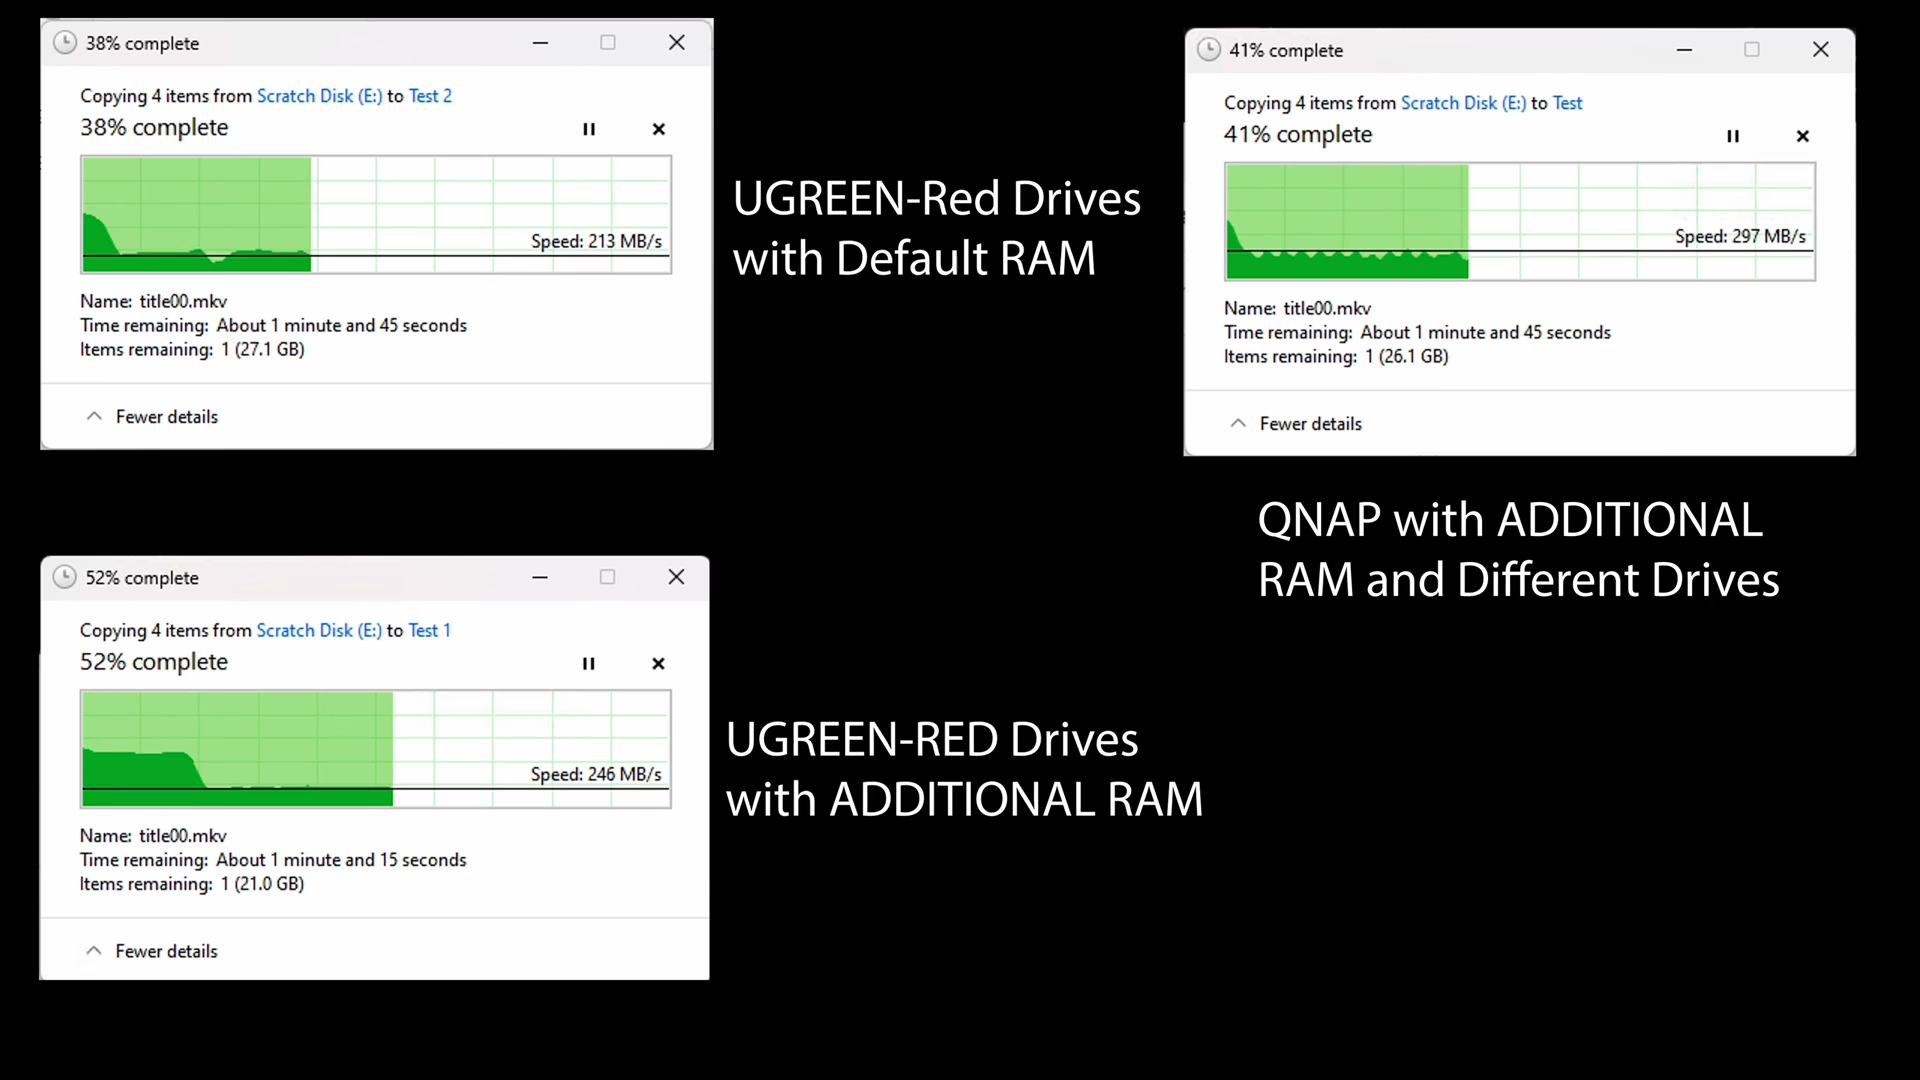 38% complete
Copying 4 items from Scratch Disk (E:) to Test 2
38% complete
Speed: 213 MB/s
Name: title00.mkv
Time remaining: About 1 minute and 45 seconds
Items remaining: 1 (27.1 GB)
Fewer details
UGREEN-Red Drives
with Default RAM
41% complete
Copying 4 items from Scratch Disk (E:) to Test
41% complete
Speed: 297 MB/s
Name: title00.mkv
Time remaining: About 1 minute and 45 seconds
Items remaining: 1 (26.1 GB)
Fewer details
QNAP with ADDITIONAL
RAM and Different Drives
52% complete
Copying 4 items from Scratch Disk (E:) to Test 1
52% complete
Speed: 246 MB/s
Name: title00.mkv
Time remaining: About 1 minute and 15 seconds
Items remaining: 1 (21.0 GB)
Fewer details
UGREEN-RED Drives
with ADDITIONAL RAM